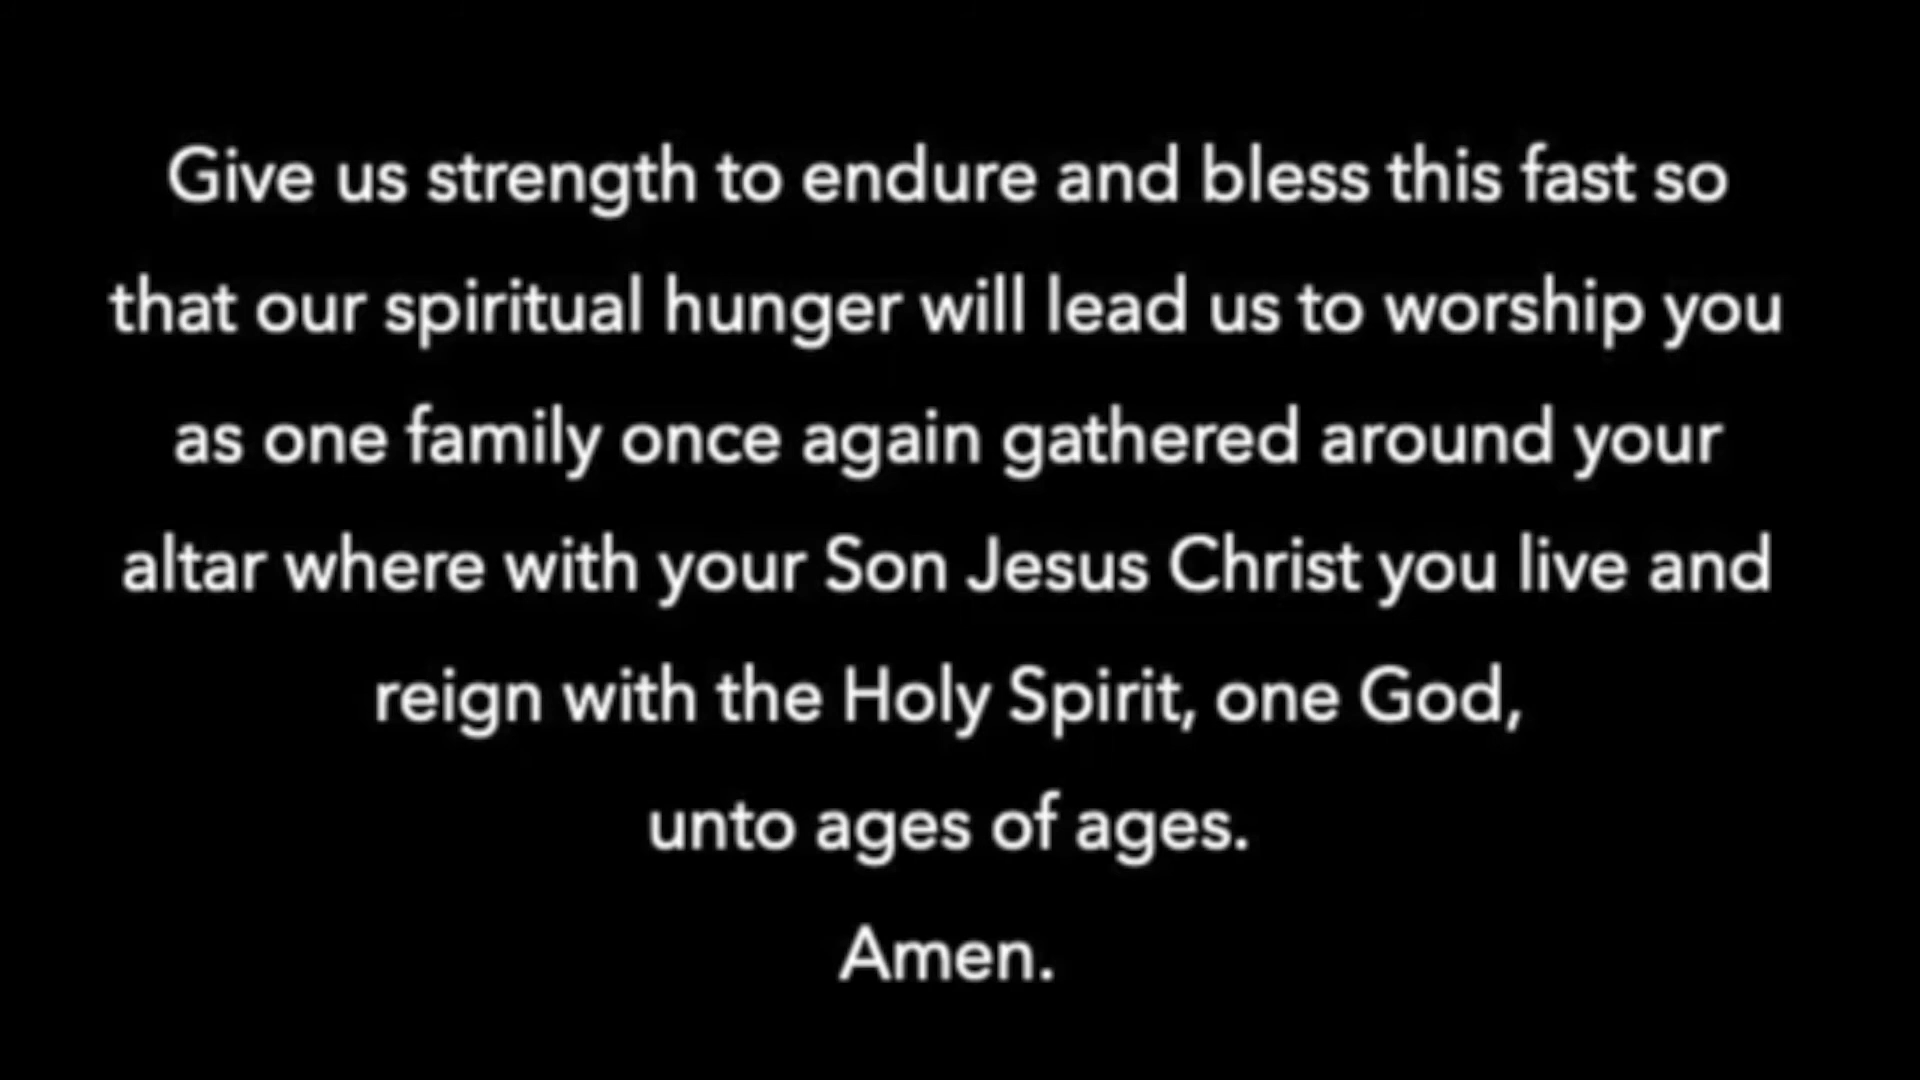 Give us strength to endure and bless this fast so
that our spiritual hunger will lead us to worship you
as one family once again gathered around your
altar where with your Son Jesus Christ you live and
reign with the Holy Spirit, one God,
unto ages of ages.
Amen.